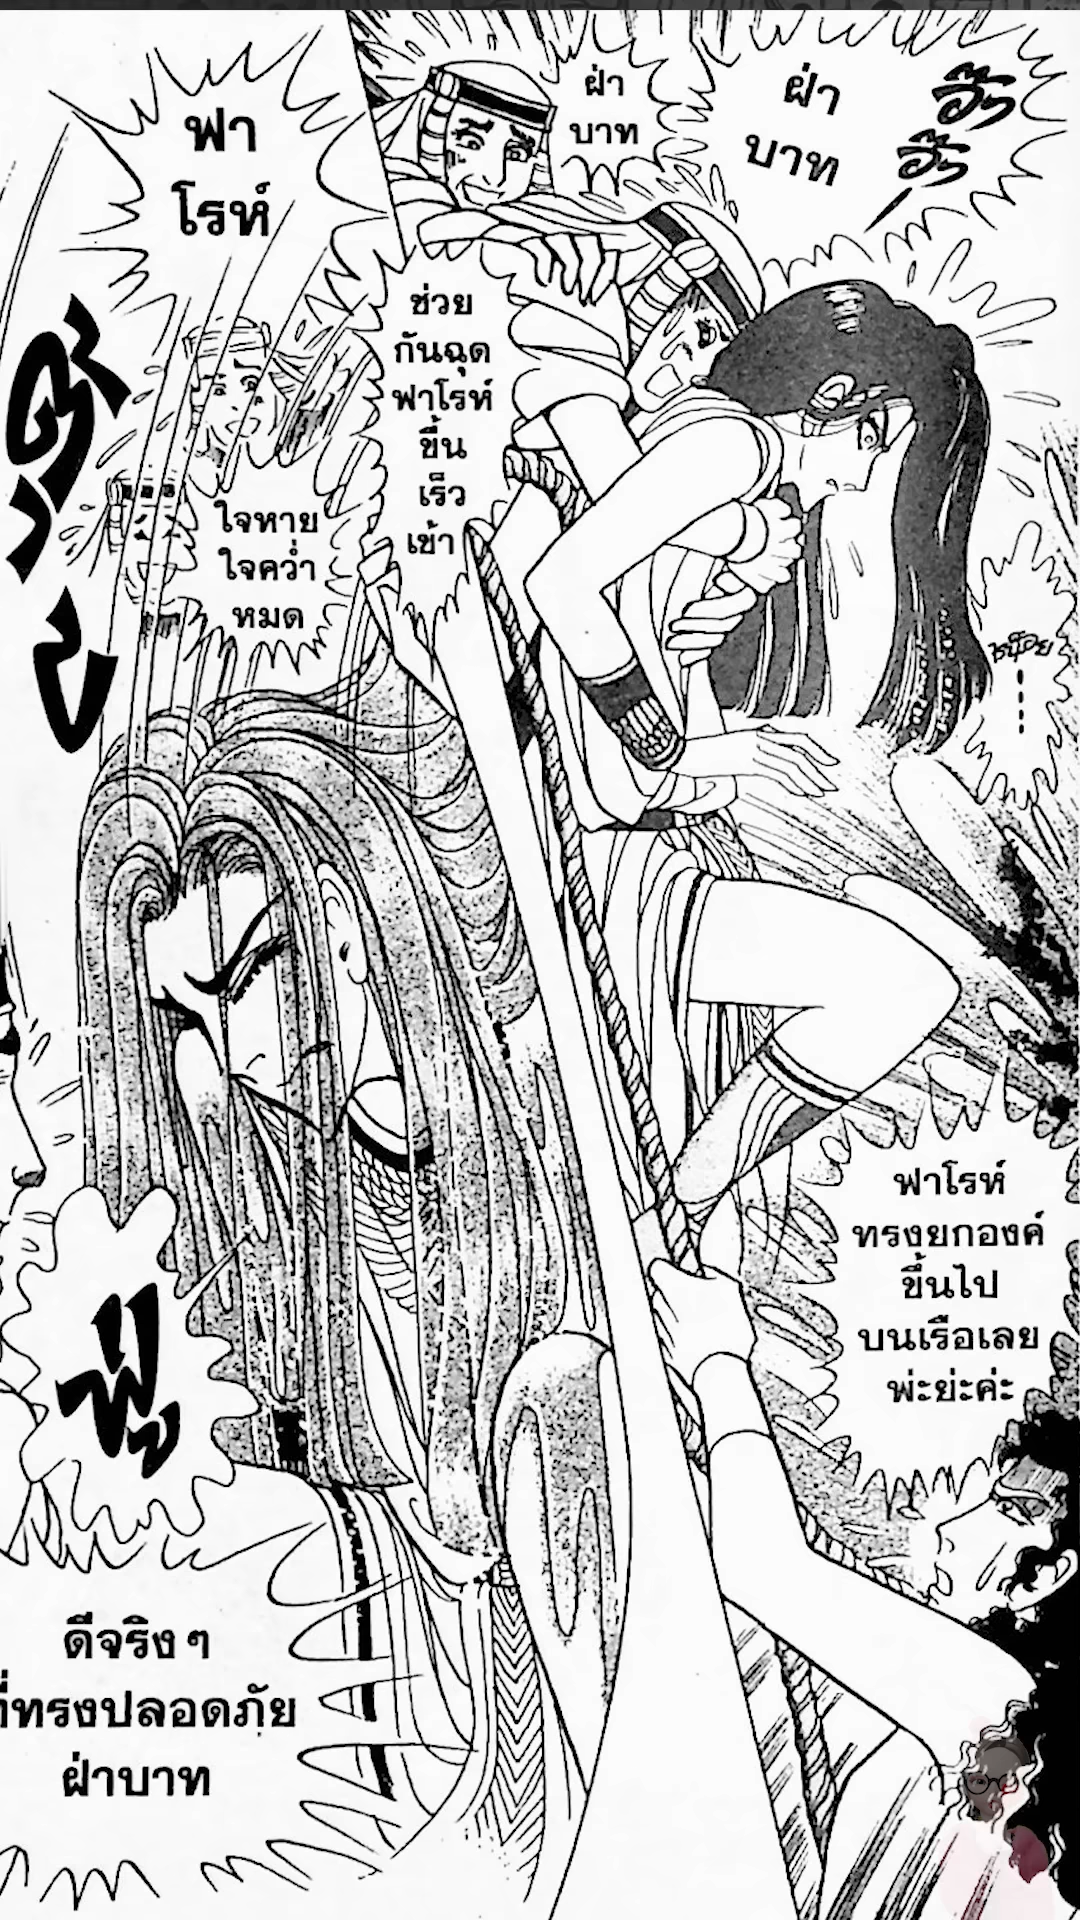 อ๊ะ
อ๊ะ
ฝ่า
บาท
ฝ่า
บาท
ฟา
โรห์
ช่วย
กันฉุด
ฟาโรห์
ขึ้น
เร็ว
เข้า
ใจหาย
ใจคว่ำ
หมด
ฟาโรห์
ทรงยกองค์
ขึ้นไป
บนเรือเลย
พ่ะย่ะค่ะ
ฟู่
ดีจริงๆ
ที่ทรงปลอดภัย
ฝ่าบาท